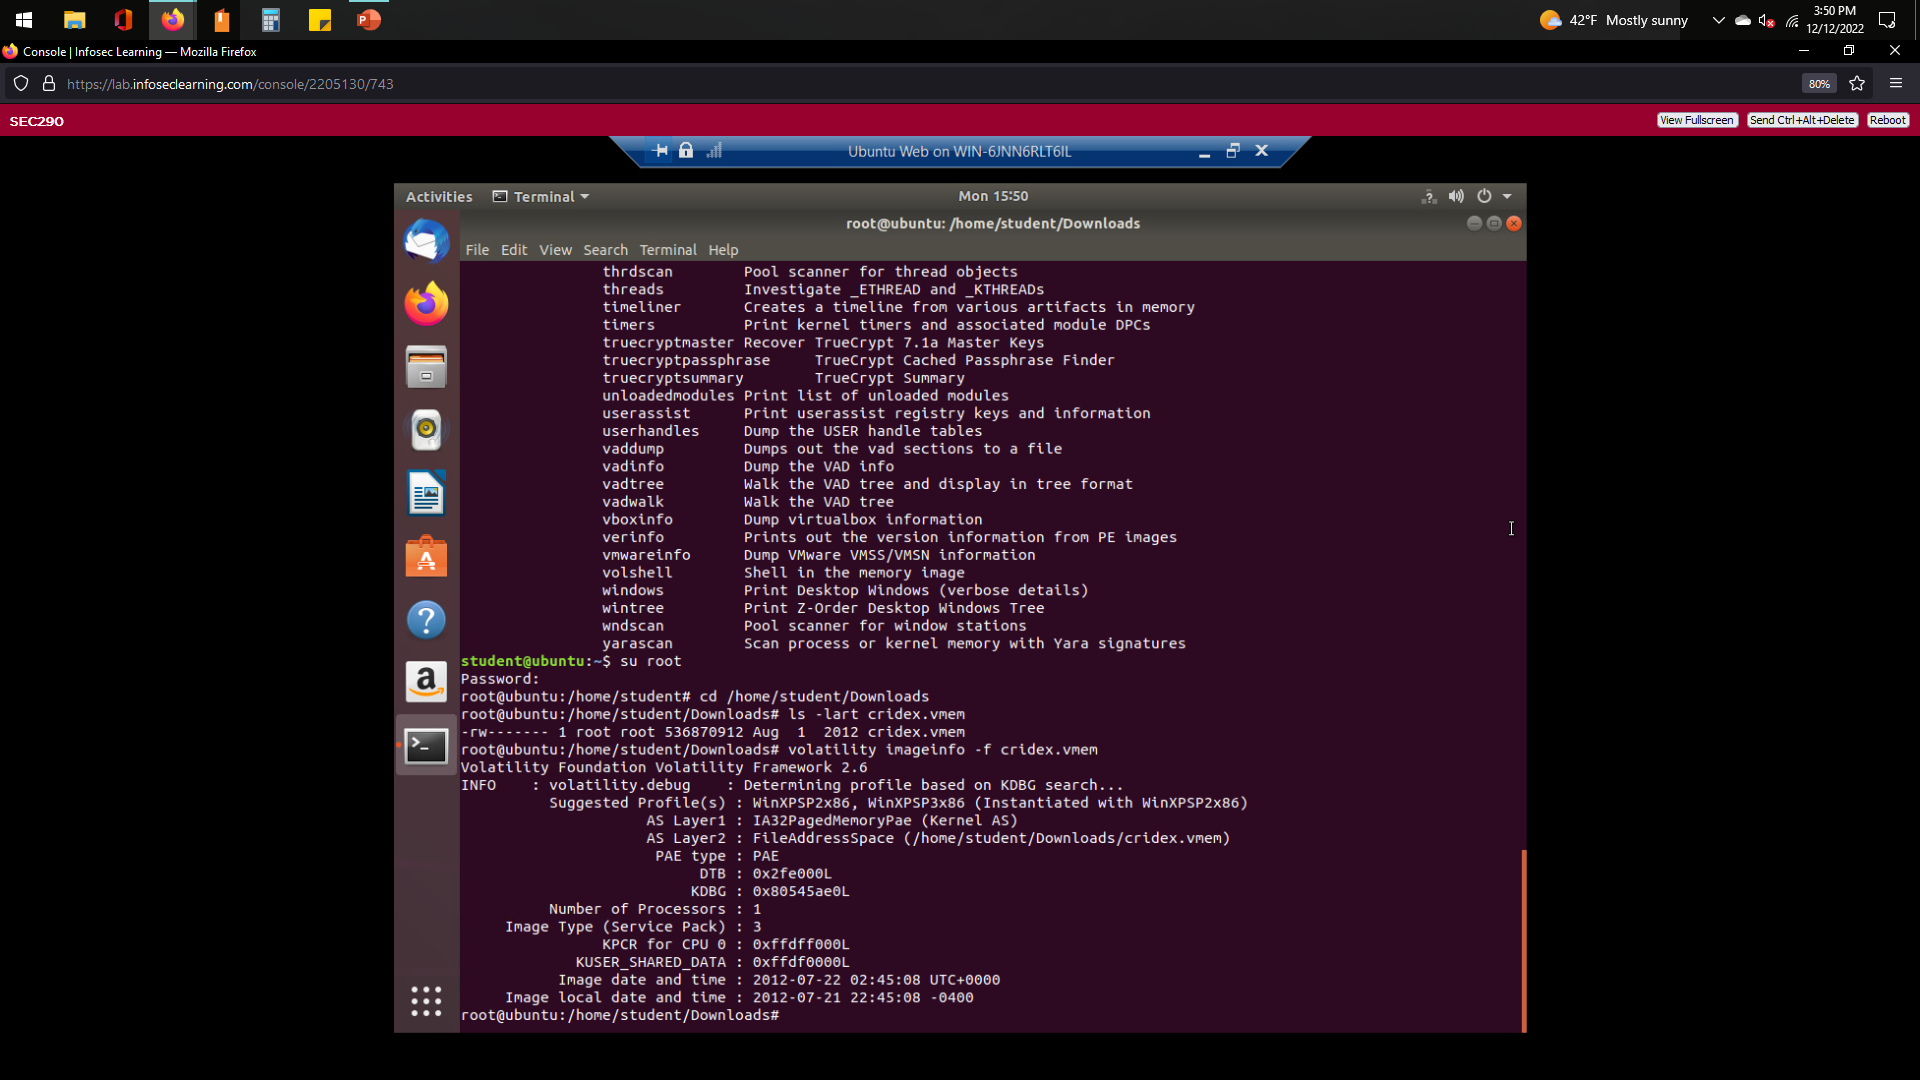 42°F Mostly sunny
3:50 PM
12/12/2022
Console | Infosec Learning — Mozilla Firefox
https://lab.infoseclearning.com/console/2205130/743
80%
SEC290
View Fullscreen
Send Ctrl+Alt+Delete
Reboot
Ubuntu Web on WIN-6JNN6RLT6IL
Activities
Terminal
Mon 15:50
root@ubuntu: /home/student/Downloads
File Edit View Search Terminal Help
thrdscan Pool scanner for thread objects
threads Investigate _ETHREAD and _KTHREADs
timeliner Creates a timeline from various artifacts in memory
timers Print kernel timers and associated module DPCs
truecryptmaster Recover TrueCrypt 7.1a Master Keys
truecryptpassphrase TrueCrypt Cached Passphrase Finder
truecryptsummary TrueCrypt Summary
unloadedmodules Print list of unloaded modules
userassist Print userassist registry keys and information
userhandles Dump the USER handle tables
vaddump Dumps out the vad sections to a file
vadinfo Dump the VAD info
vadtree Walk the VAD tree and display in tree format
vadwalk Walk the VAD tree
vboxinfo Dump virtualbox information
verinfo Prints out the version information from PE images
vmwareinfo Dump VMware VMSS/VMSN information
volshell Shell in the memory image
windows Print Desktop Windows (verbose details)
wintree Print Z-Order Desktop Windows Tree
wndscan Pool scanner for window stations
yarascan Scan process or kernel memory with Yara signatures
student@ubuntu:~$ su root
Password:
root@ubuntu:/home/student# cd /home/student/Downloads
root@ubuntu:/home/student/Downloads# ls -lart cridex.vmem
-rw------- 1 root root 536870912 Aug  1  2012 cridex.vmem
root@ubuntu:/home/student/Downloads# volatility imageinfo -f cridex.vmem
Volatility Foundation Volatility Framework 2.6
INFO    : volatility.debug    : Determining profile based on KDBG search...
Suggested Profile(s) : WinXPSP2x86, WinXPSP3x86 (Instantiated with WinXPSP2x86)
AS Layer1 : IA32PagedMemoryPae (Kernel AS)
AS Layer2 : FileAddressSpace (/home/student/Downloads/cridex.vmem)
PAE type : PAE
DTB : 0x2fe000L
KDBG : 0x80545ae0L
Number of Processors : 1
Image Type (Service Pack) : 3
KPCR for CPU 0 : 0xffdff000L
KUSER_SHARED_DATA : 0xffdf0000L
Image date and time : 2012-07-22 02:45:08 UTC+0000
Image local date and time : 2012-07-21 22:45:08 -0400
root@ubuntu:/home/student/Downloads#